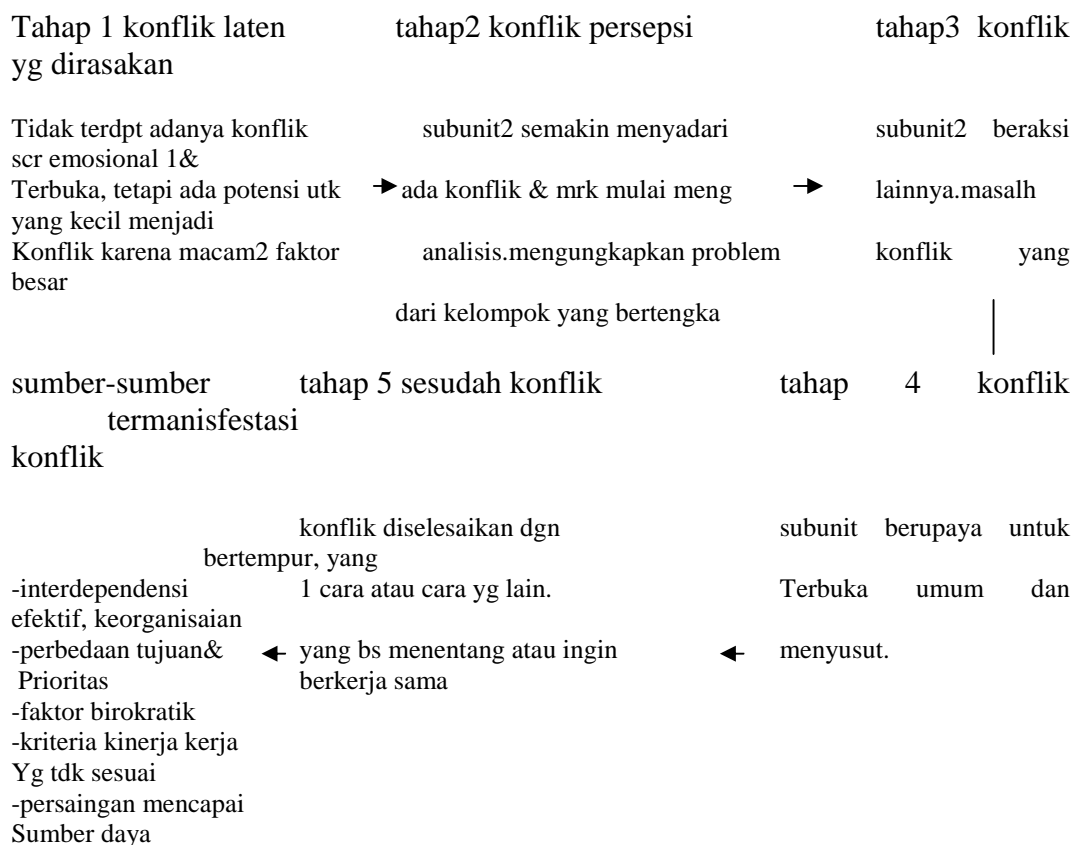 Tahap 1 konflik laten tahap2 konflik persepsi tahap3 konflik
yg dirasakan
Tidak terdpt adanya konflik subunit2 semakin menyadari subunit2 beraksi
scr emosional 1&
Terbuka, tetapi ada potensi utk ada konflik & mrk mulai meng lainnya.masalh
yang kecil menjadi
Konflik karena macam2 faktor analisis.mengungkapkan problem konflik yang
besar
dari kelompok yang bertengka
sumber-sumber tahap 5 sesudah konflik tahap 4 konflik
termanisfestasi
konflik
konflik diselesaikan dgn subunit berupaya untuk
bertempur, yang
-interdependensi 1 cara atau cara yg lain. Terbuka umum dan
efektif, keorganisaian
-perbedaan tujuan& yang bs menentang atau ingin menyusut.
Prioritas berkerja sama
-faktor birokratik
-kriteria kinerja kerja
Yg tdk sesuai
-persaingan mencapai
Sumber daya